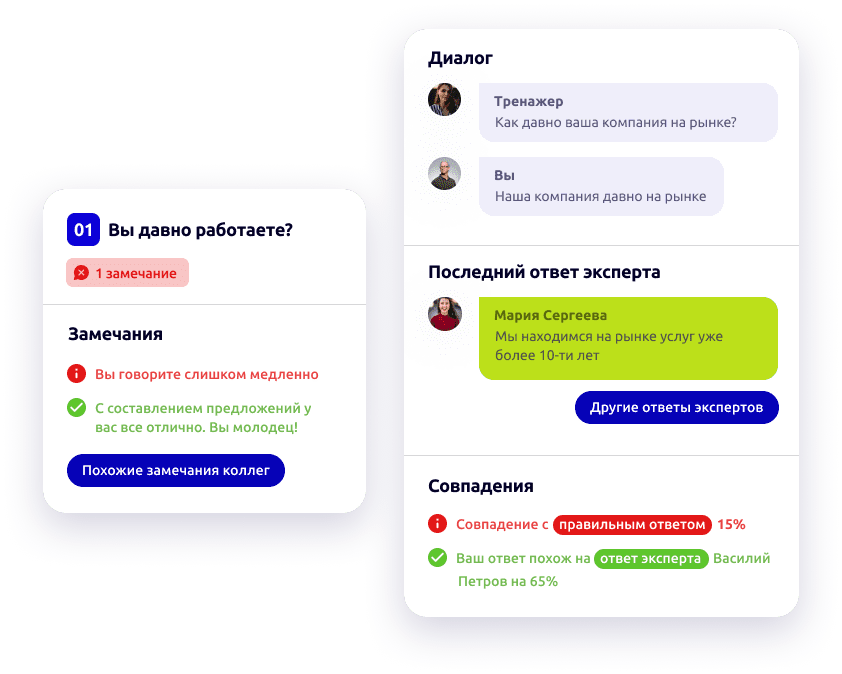 01 Вы давно работаете?
1 замечание
Замечания
Вы говорите слишком медленно
С составлением предложений у
вас все отлично. Вы молодец!
Похожие замечания коллег
Диалог
Тренажер
Как давно ваша компания на рынке?
Вы
Наша компания давно на рынке
Последний ответ эксперта
Мария Сергеева
Мы находимся на рынке услуг уже
более 10-ти лет
Другие ответы экспертов
Совпадения
Совпадение с правильным ответом 15%
Ваш ответ похож на ответ эксперта Василий
Петров на 65%